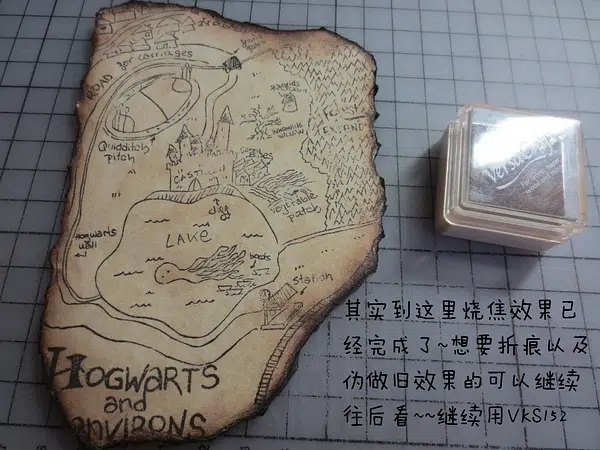 ROAD for carriages
Quidditch
pitch
WHOMPING
WILLOW
FOREST
EXTENDS
CASTLE
cliff
vegetable
patch
Hogwarts
wall
LAKE
boats
station
HOGWARTS
and
ENVIRONS
其实到这里烧焦效果已
经完成了~想要折痕以及
伪做旧效果的可以继续
往后看~~继续用VKS152